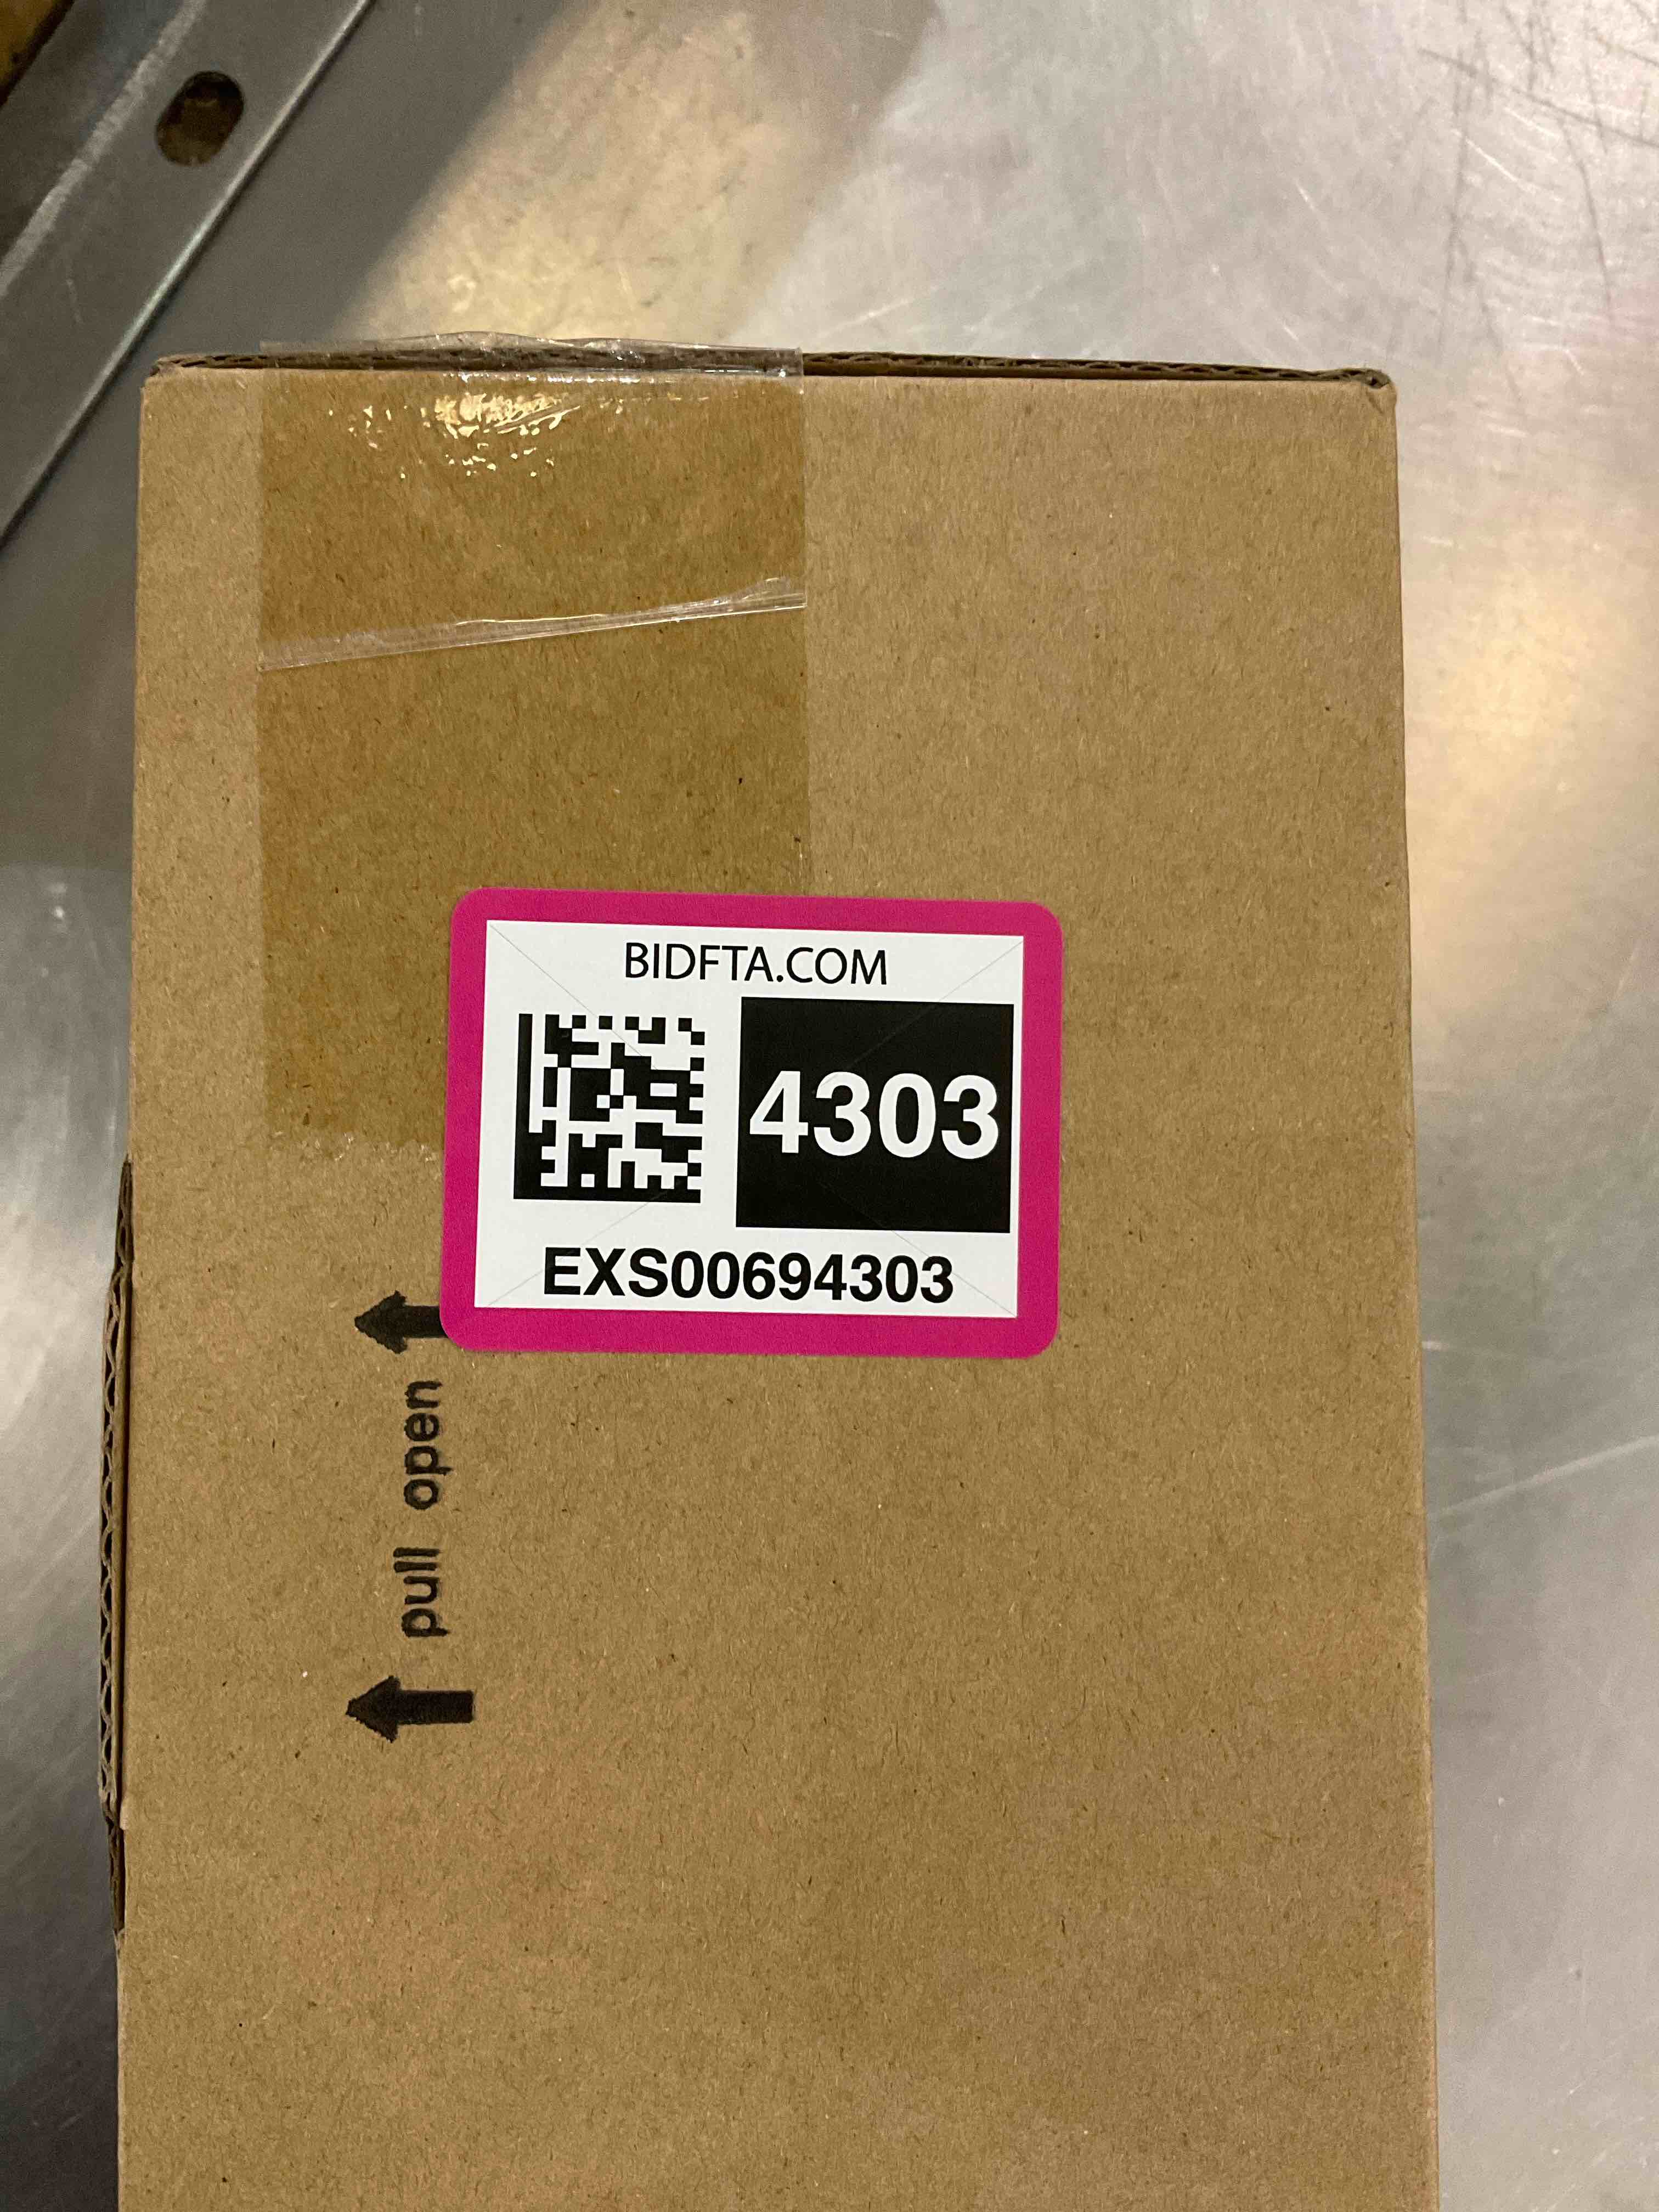 BIDFTA.COM
4303
EXS00694303
pull open